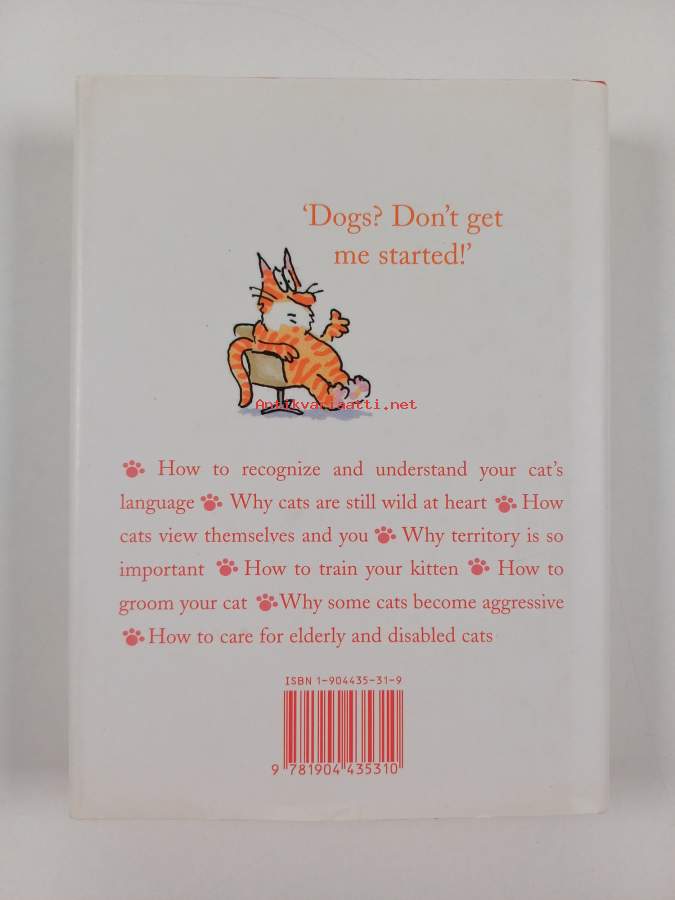 ‘Dogs? Don’t get
me started!’
Antikvariaatti.net
How to recognize and understand your cat’s
language Why cats are still wild at heart How
cats view themselves and you Why territory is so
important How to train your kitten How to
groom your cat Why some cats become aggressive
How to care for elderly and disabled cats
ISBN 1-904435-31-9
9 781904 435310